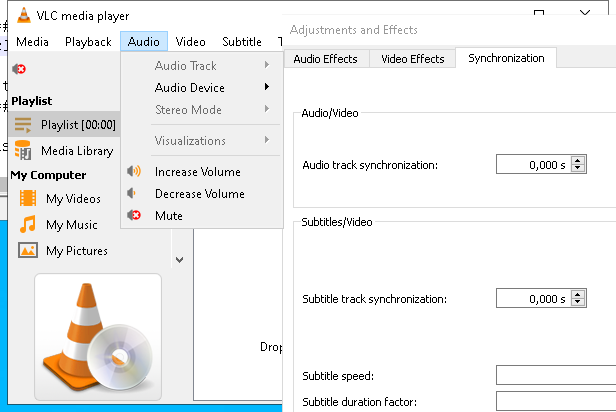 VLC media player
Media Playback Audio Video Subtitle
Audio Track
Audio Device
Stereo Mode
Visualizations
Increase Volume
Decrease Volume
Mute
Playlist
Playlist [00:00]
Media Library
My Computer
My Videos
My Music
My Pictures
Drop
Adjustments and Effects
Audio Effects Video Effects Synchronization
Audio/Video
Audio track synchronization: 0,000 s
Subtitles/Video
Subtitle track synchronization: 0,000 s
Subtitle speed:
Subtitle duration factor: